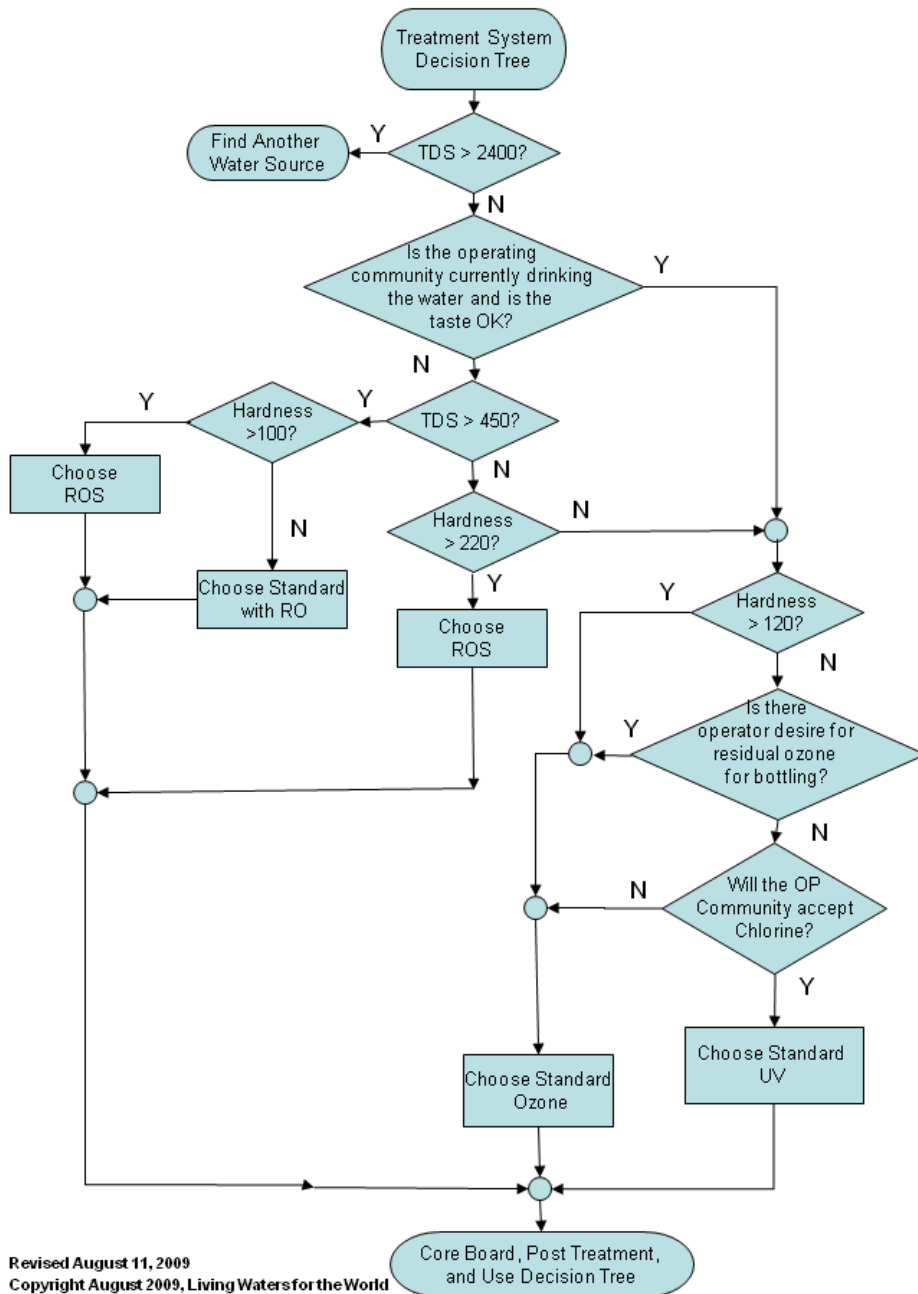 Treatment System
Decision Tree
Y
Find Another
Water Source
TDS > 2400?
N
Is the operating
community currently drinking
the water and is the
taste OK?
Y
N
Y
Hardness
>100?
Y
TDS > 450?
Choose
ROS
N
N
Hardness
> 220?
N
Choose Standard
with RO
Y
Choose
ROS
Y
Hardness
> 120?
N
Is there
operator desire for
residual ozone
for bottling?
Y
N
Will the OP
Community accept
Chlorine?
N
Y
Choose Standard
Ozone
Choose Standard
UV
Core Board, Post Treatment,
and Use Decision Tree
Revised August 11, 2009
Copyright August 2009, Living Waters for the World